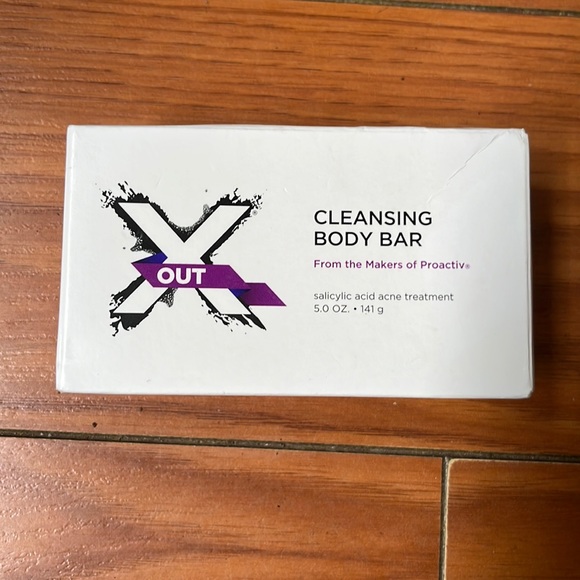 X®
OUT
CLEANSING
BODY BAR
From the Makers of Proactiv®
salicylic acid acne treatment
5.0 OZ. • 141 g